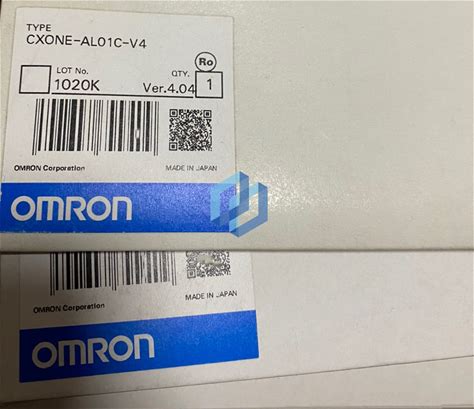 TYPE
CXONE-AL01C-V4
Ro
LOT No. QTY.
1020K Ver.4.04 1
OMRON Corporation MADE IN JAPAN
OMRON
MADE IN JAPAN
OMRON Corporation
OMRON